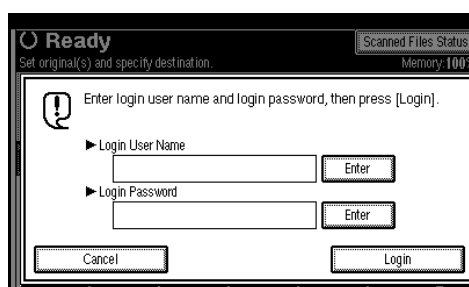 Ready
Scanned Files Status
Set original(s) and specify destination.
Memory:100%
Enter login user name and login password, then press [Login].
▶Login User Name
Enter
▶Login Password
Enter
Cancel
Login